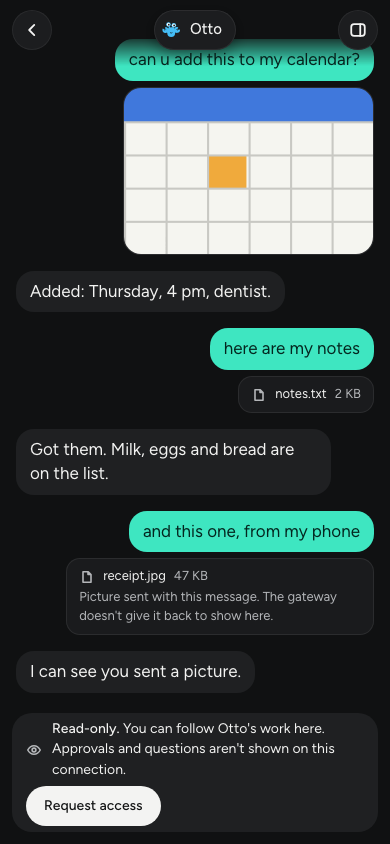 Otto
can u add this to my calendar?
Added: Thursday, 4 pm, dentist.
here are my notes
notes.txt 2 KB
Got them. Milk, eggs and bread are
on the list.
and this one, from my phone
receipt.jpg 47 KB
Picture sent with this message. The gateway
doesn't give it back to show here.
I can see you sent a picture.
Read-only. You can follow Otto's work here.
Approvals and questions aren't shown on this
connection.
Request access